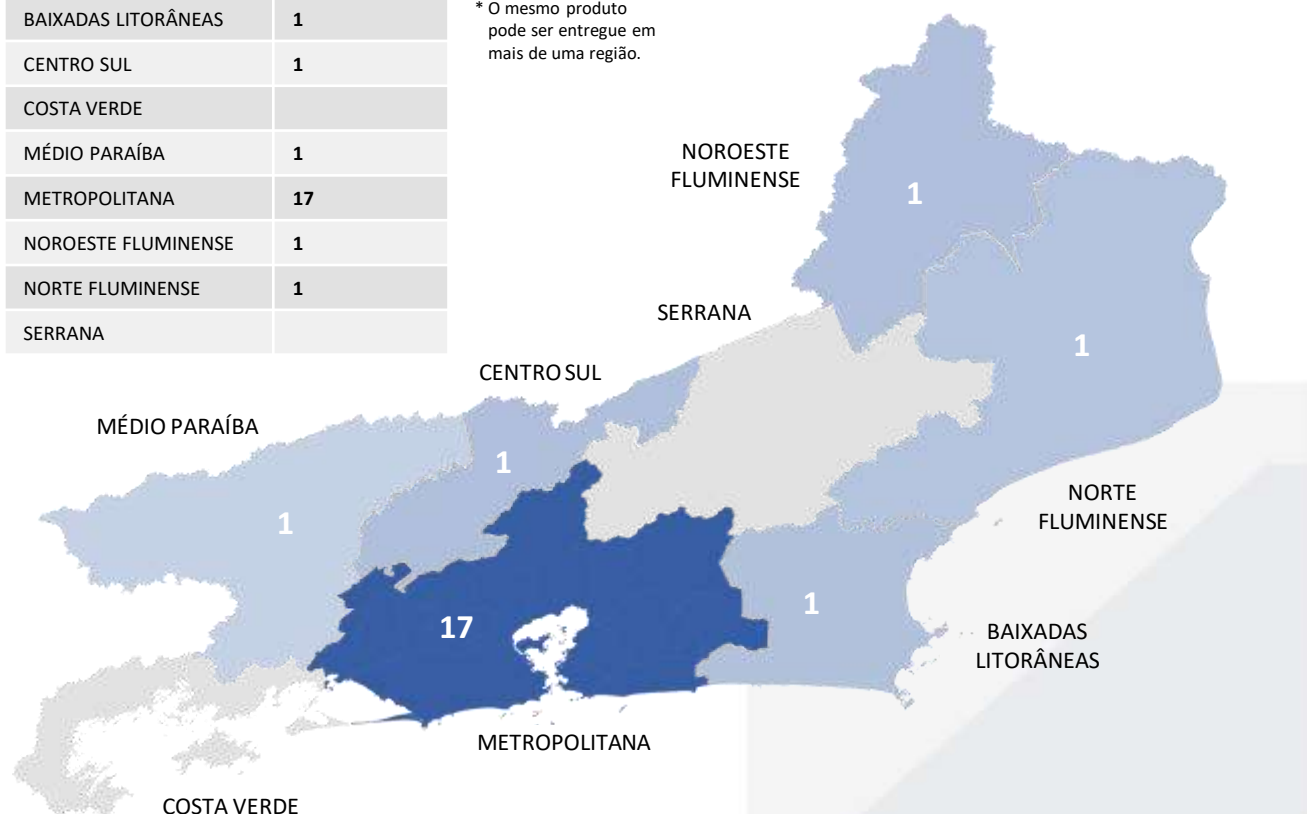 BAIXADAS LITORÂNEAS 1
CENTRO SUL 1
COSTA VERDE
MÉDIO PARAÍBA 1
METROPOLITANA 17
NOROESTE FLUMINENSE 1
NORTE FLUMINENSE 1
SERRANA
* O mesmo produto
pode ser entregue em
mais de uma região.
NOROESTE
FLUMINENSE
1
SERRANA
1
CENTRO SUL
MÉDIO PARAÍBA
1
NORTE
FLUMINENSE
1
1
17
BAIXADAS
LITORÂNEAS
METROPOLITANA
COSTA VERDE